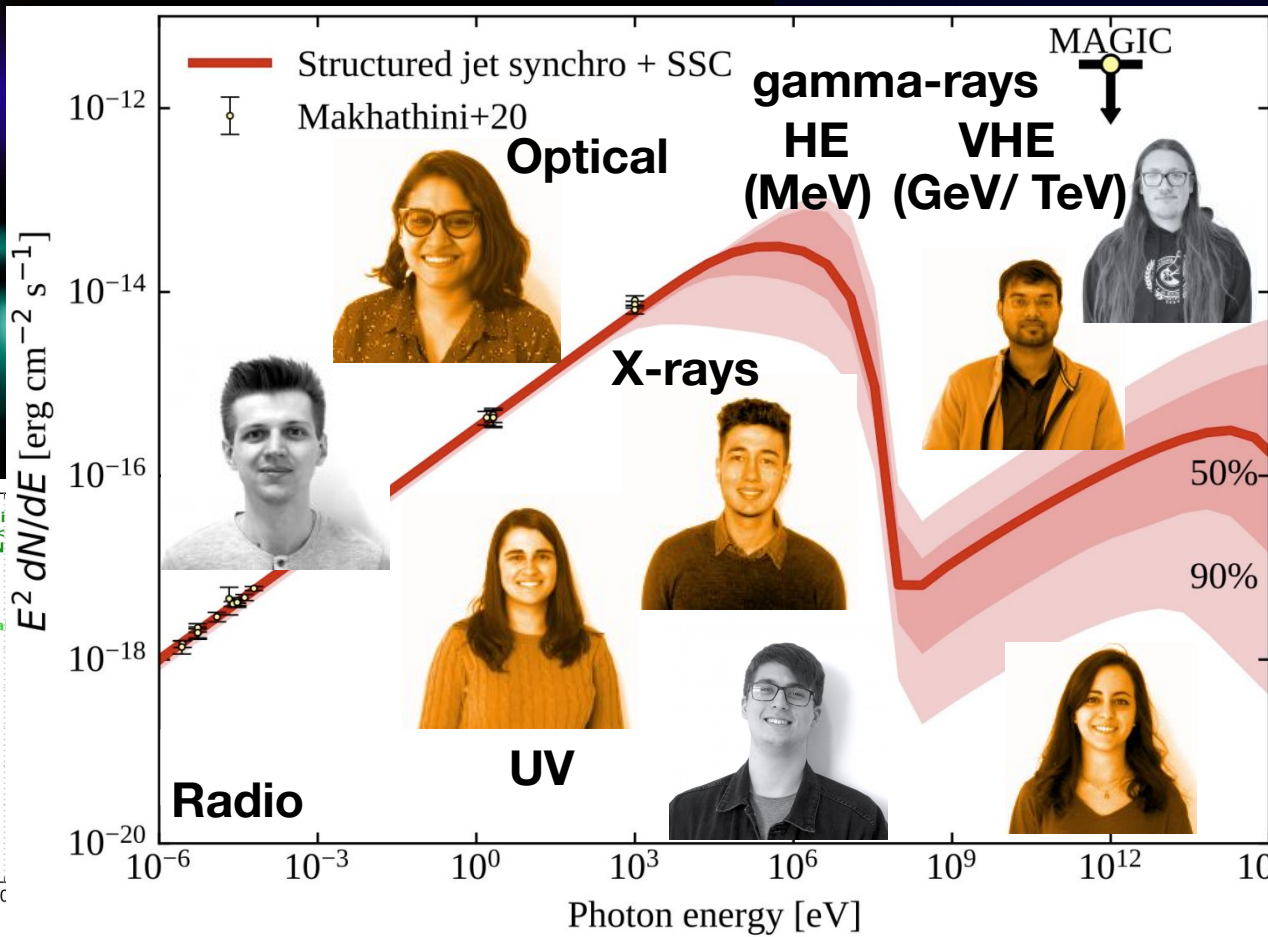 MAGIC
Structured jet synchro + SSC
Makhathini+20
gamma-rays
Optical
HE
(MeV)
VHE
(GeV/ TeV)
X-rays
50%
90%
UV
Radio
10⁻¹²
10⁻¹⁴
10⁻¹⁶
10⁻¹⁸
10⁻²⁰
E² dN/dE [erg cm⁻² s⁻¹]
10⁻⁶ 10⁻³ 10⁰ 10³ 10⁶ 10⁹ 10¹²
Photon energy [eV]